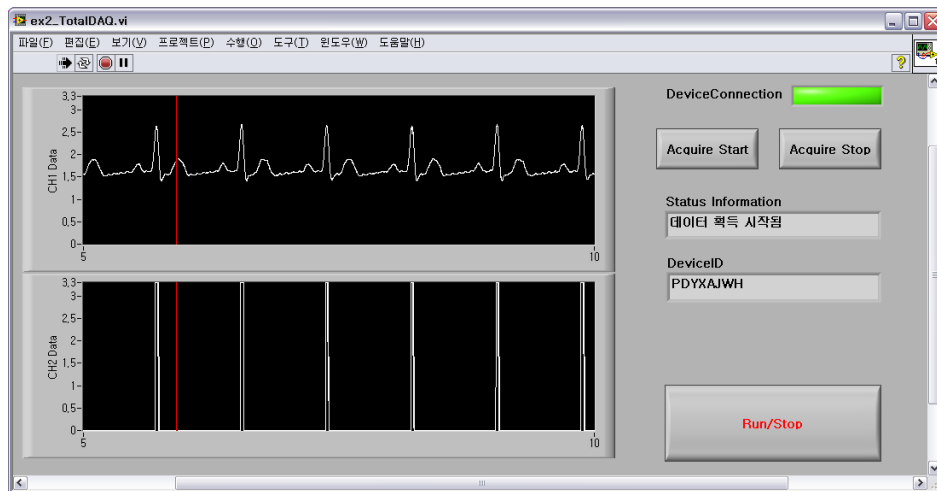 ex2_TotalDAQ.vi
파일(F) 편집(E) 보기(V) 프로젝트(P) 수행(O) 도구(T) 윈도우(W) 도움말(H)
?
3,3-
3-
2,5-
2-
1,5-
1-
0,5-
0-
CH1 Data
5
10
3,3-
3-
2,5-
2-
1,5-
1-
0,5-
0-
CH2 Data
5
10
DeviceConnection
Acquire Start
Acquire Stop
Status Information
데이터 획득 시작됨
DeviceID
PDYXAJWH
Run/Stop